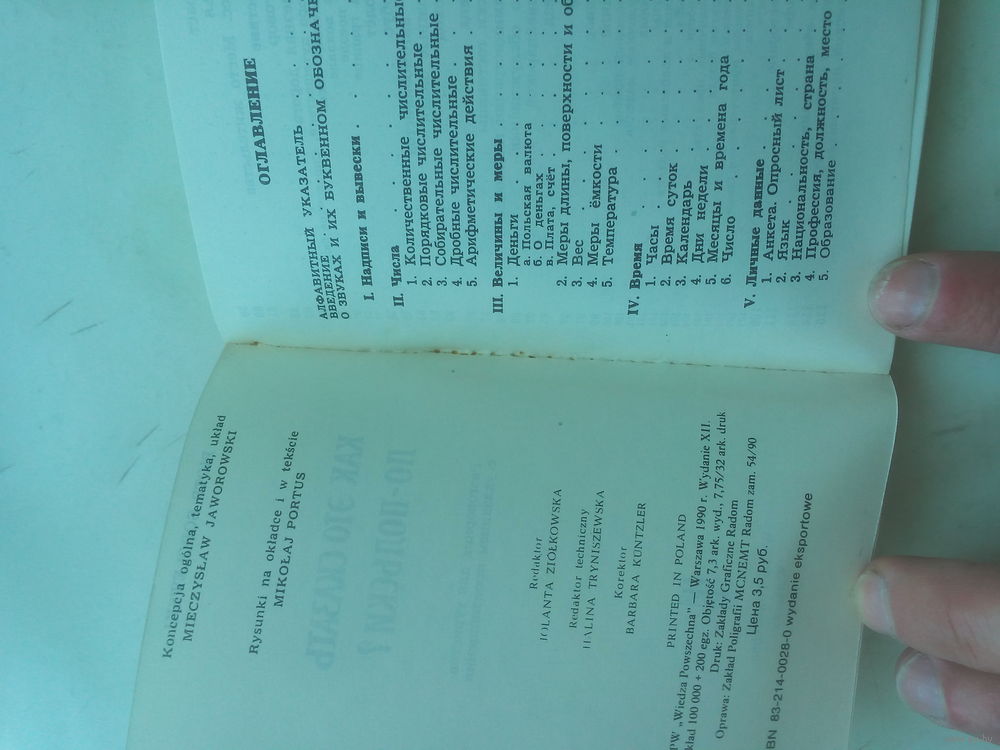 Koncepcja ogólna, tematyka, układ
MIECZYSŁAW JAWOROWSKI
Rysunki na okładce i w tekście
MIKOŁAJ PORTUS
Redaktor
JOLANTA ZIÓŁKOWSKA
Redaktor techniczny
HALINA TRYNISZEWSKA
Korektor
BARBARA KUNTZLER
PRINTED IN POLAND
PW „Wiedza Powszechna” — Warszawa 1990 r. Wydanie XII.
kład 100 000 + 200 egz. Objętość 7,3 ark. wyd., 7,75/32 ark. druk
Druk: Zakłady Graficzne Radom
Oprawa: Zakład Poligrafii MCNEMT Radom zam. 54/90
Цена 3,5 руб.
BN 83-214-0028-0 wydanie eksportowe
ОГЛАВЛЕНИЕ
АЛФАВИТНЫЙ УКАЗАТЕЛЬ
ВВЕДЕНИЕ
О ЗВУКАХ И ИХ БУКВЕННОМ ОБОЗНАЧЕ
I. Надписи и вывески
II. Числа
1. Количественные числительны
2. Порядковые числительные
3. Собирательные числительные
4. Дробные числительные
5. Арифметические действия
III. Величины и меры
1. Деньги
а. Польская валюта
б. О деньгах
в. Плата, счёт
2. Меры длины, поверхности и об
3. Вес
4. Меры ёмкости
5. Температура
IV. Время
1. Часы
2. Время суток
3. Календарь
4. Дни недели
5. Месяцы и времена года
6. Число
V. Личные данные
1. Анкета. Опросный лист
2. Язык
3. Национальность, страна
4. Профессия, должность, место
5. Образование